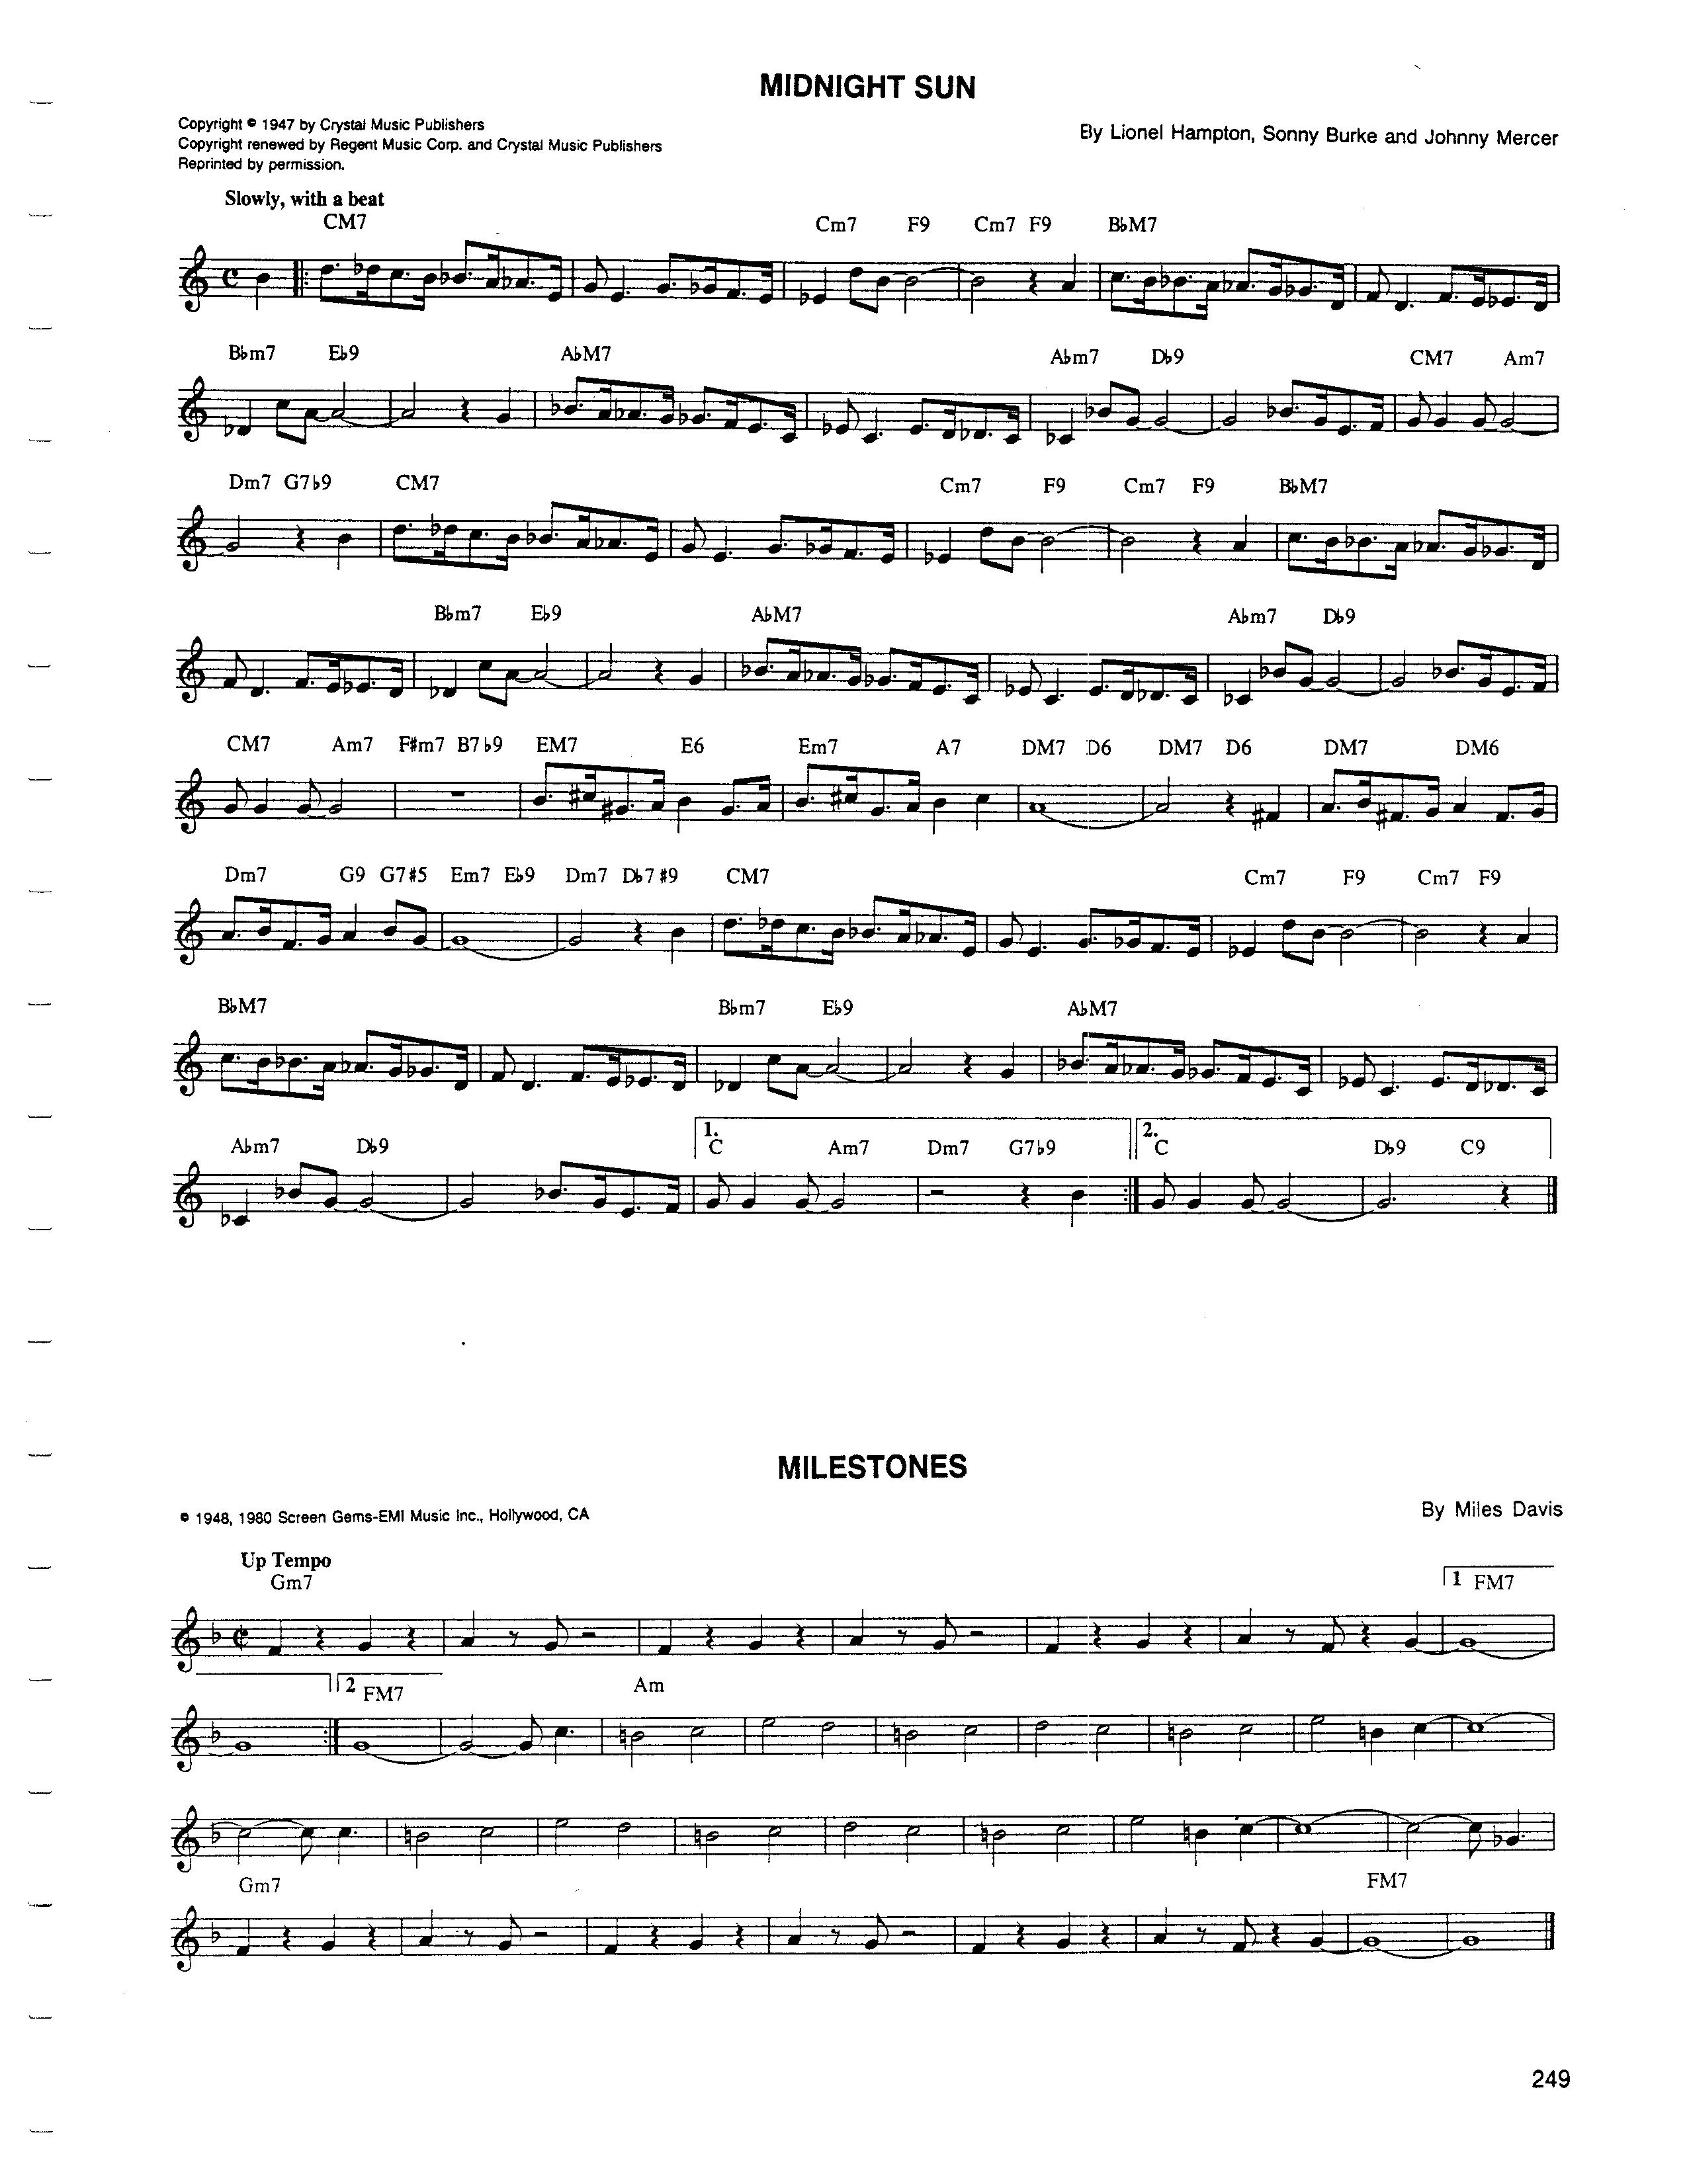 MIDNIGHT SUN
Copyright © 1947 by Crystal Music Publishers
Copyright renewed by Regent Music Corp. and Crystal Music Publishers
Reprinted by permission.
By Lionel Hampton, Sonny Burke and Johnny Mercer
Slowly, with a beat
CM7 Cm7 F9 Cm7 F9 B♭M7
B♭m7 E♭9 A♭M7 A♭m7 D♭9 CM7 Am7
Dm7 G7♭9 CM7 Cm7 F9 Cm7 F9 B♭M7
B♭m7 E♭9 A♭M7 A♭m7 D♭9
CM7 Am7 F#m7 B7♭9 EM7 E6 Em7 A7 DM7 D6 DM7 D6 DM7 DM6
Dm7 G9 G7#5 Em7 E♭9 Dm7 D♭7#9 CM7 Cm7 F9 Cm7 F9
B♭M7 B♭m7 E♭9 A♭M7
1. 2.
A♭m7 D♭9 C Am7 Dm7 G7♭9 C D♭9 C9
MILESTONES
© 1948, 1980 Screen Gems-EMI Music Inc., Hollywood, CA
By Miles Davis
Up Tempo
Gm7 1 FM7
2 FM7 Am
Gm7 FM7
249